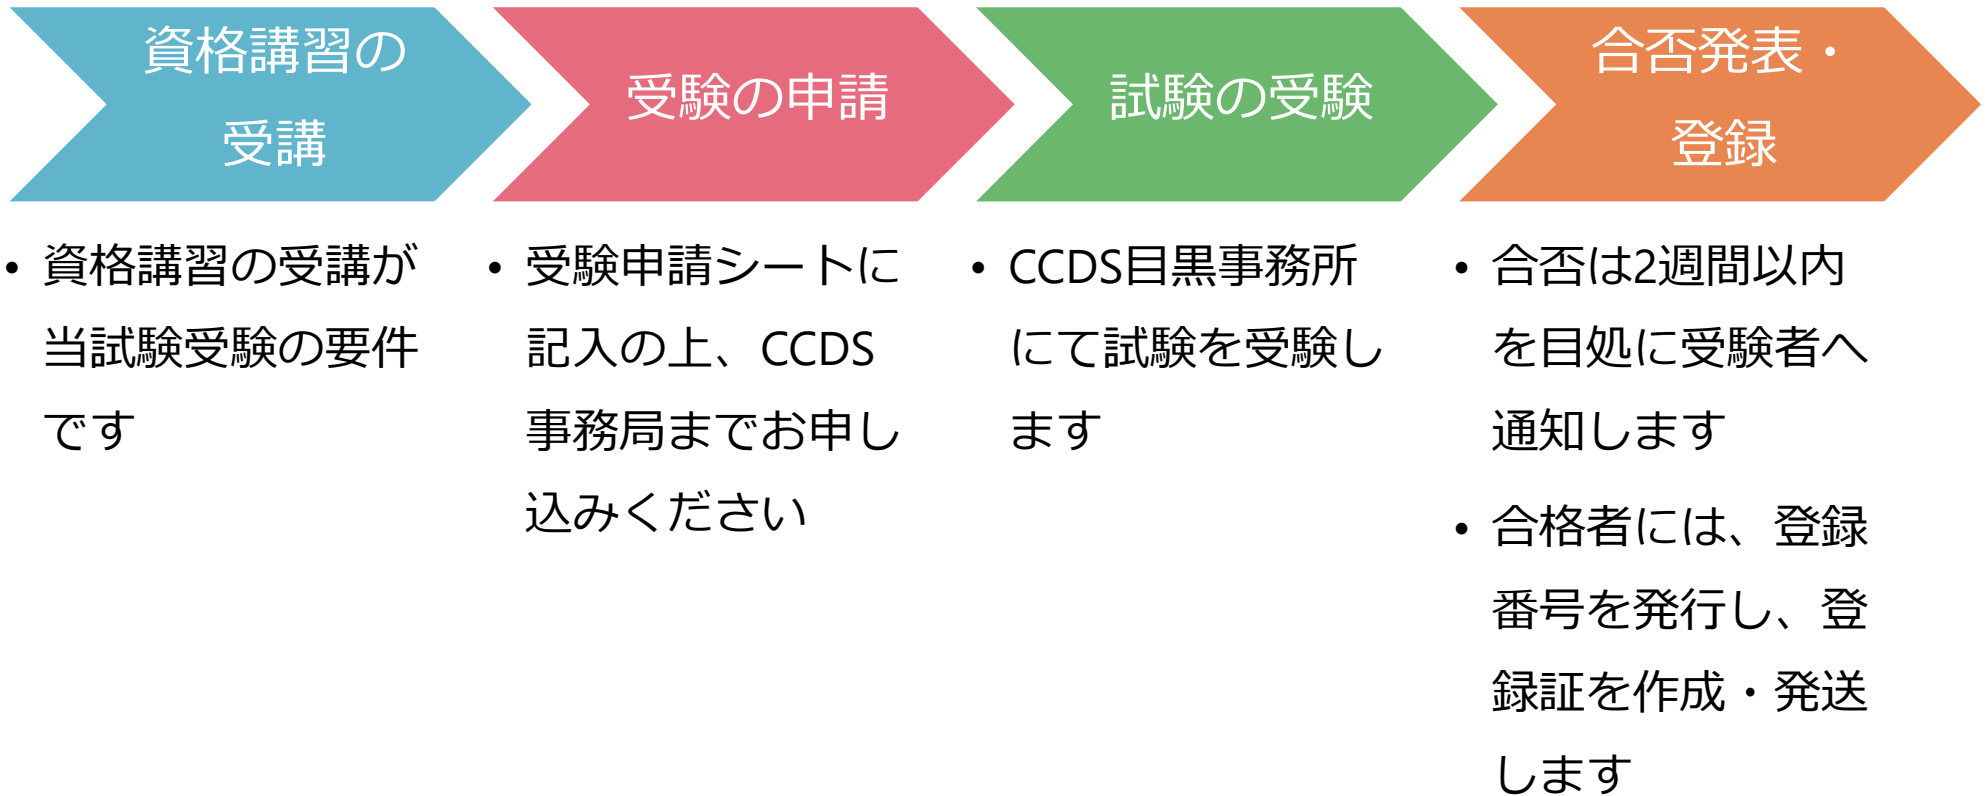 資格講習の
受講
受験の申請
試験の受験
合否発表・
登録
• 資格講習の受講が
当試験受験の要件
です
• 受験申請シートに
記入の上、CCDS
事務局までお申し
込みください
• CCDS目黒事務所
にて試験を受験し
ます
• 合否は2週間以内
を目処に受験者へ
通知します
• 合格者には、登録
番号を発行し、登
録証を作成・発送
します